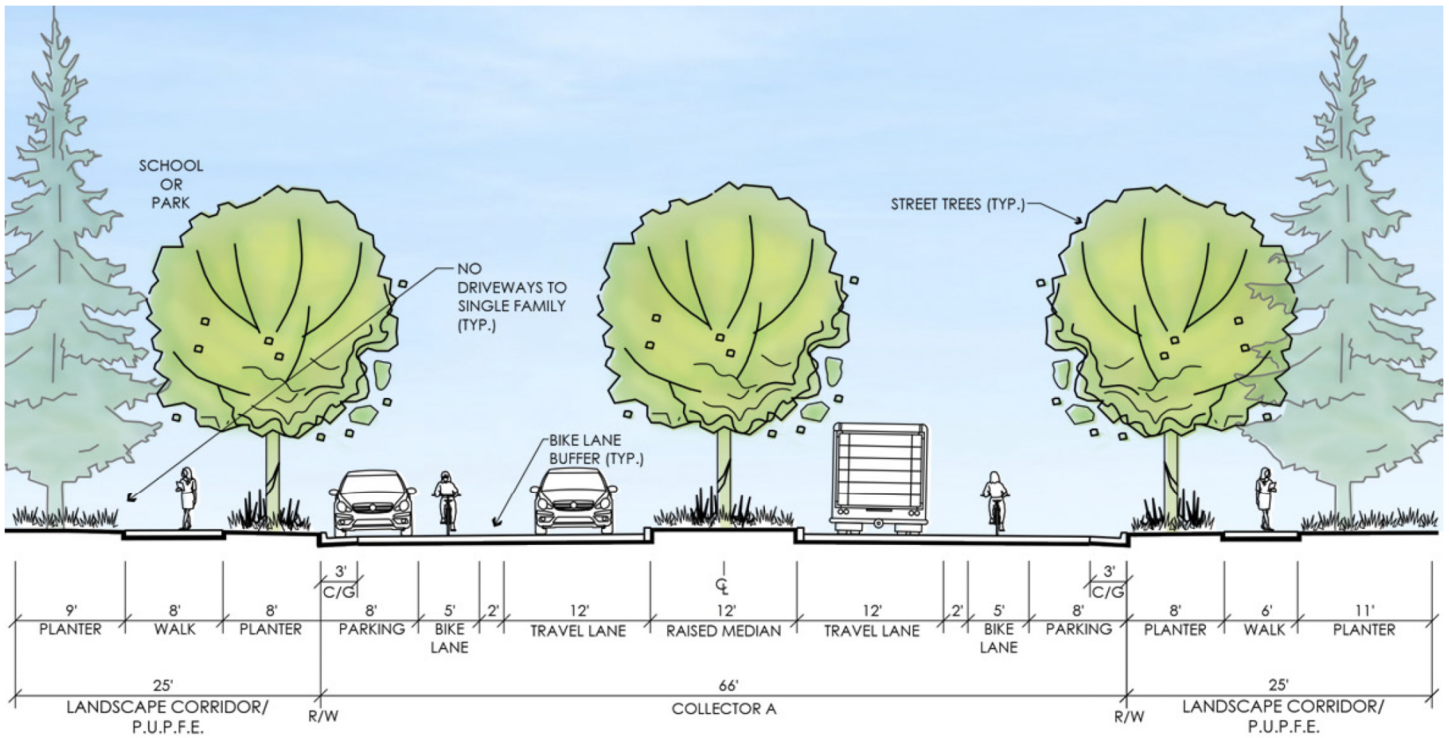 SCHOOL
OR
PARK
STREET TREES (TYP.)
NO
DRIVEWAYS TO
SINGLE FAMILY
(TYP.)
BIKE LANE
BUFFER (TYP.)
3'
C/G
℄
3'
C/G
9' 8' 8' 8' 5' 2' 12' 12' 12' 2' 5' 8' 8' 6' 11'
PLANTER WALK PLANTER PARKING BIKE TRAVEL LANE RAISED MEDIAN TRAVEL LANE BIKE PARKING PLANTER WALK PLANTER
LANE LANE
25' 66' 25'
LANDSCAPE CORRIDOR/ R/W COLLECTOR A R/W LANDSCAPE CORRIDOR/
P.U.P.F.E. P.U.P.F.E.